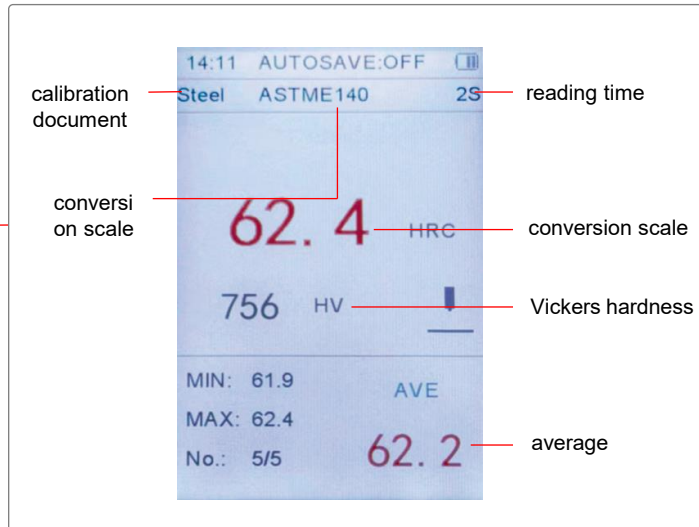 14:11 AUTOSAVE:OFF
calibration
document
Steel ASTME140 2S
reading time
conversi
on scale
62. 4 HRC
conversion scale
756 HV
Vickers hardness
MIN: 61.9
AVE
MAX: 62.4
No.: 5/5
62. 2
average